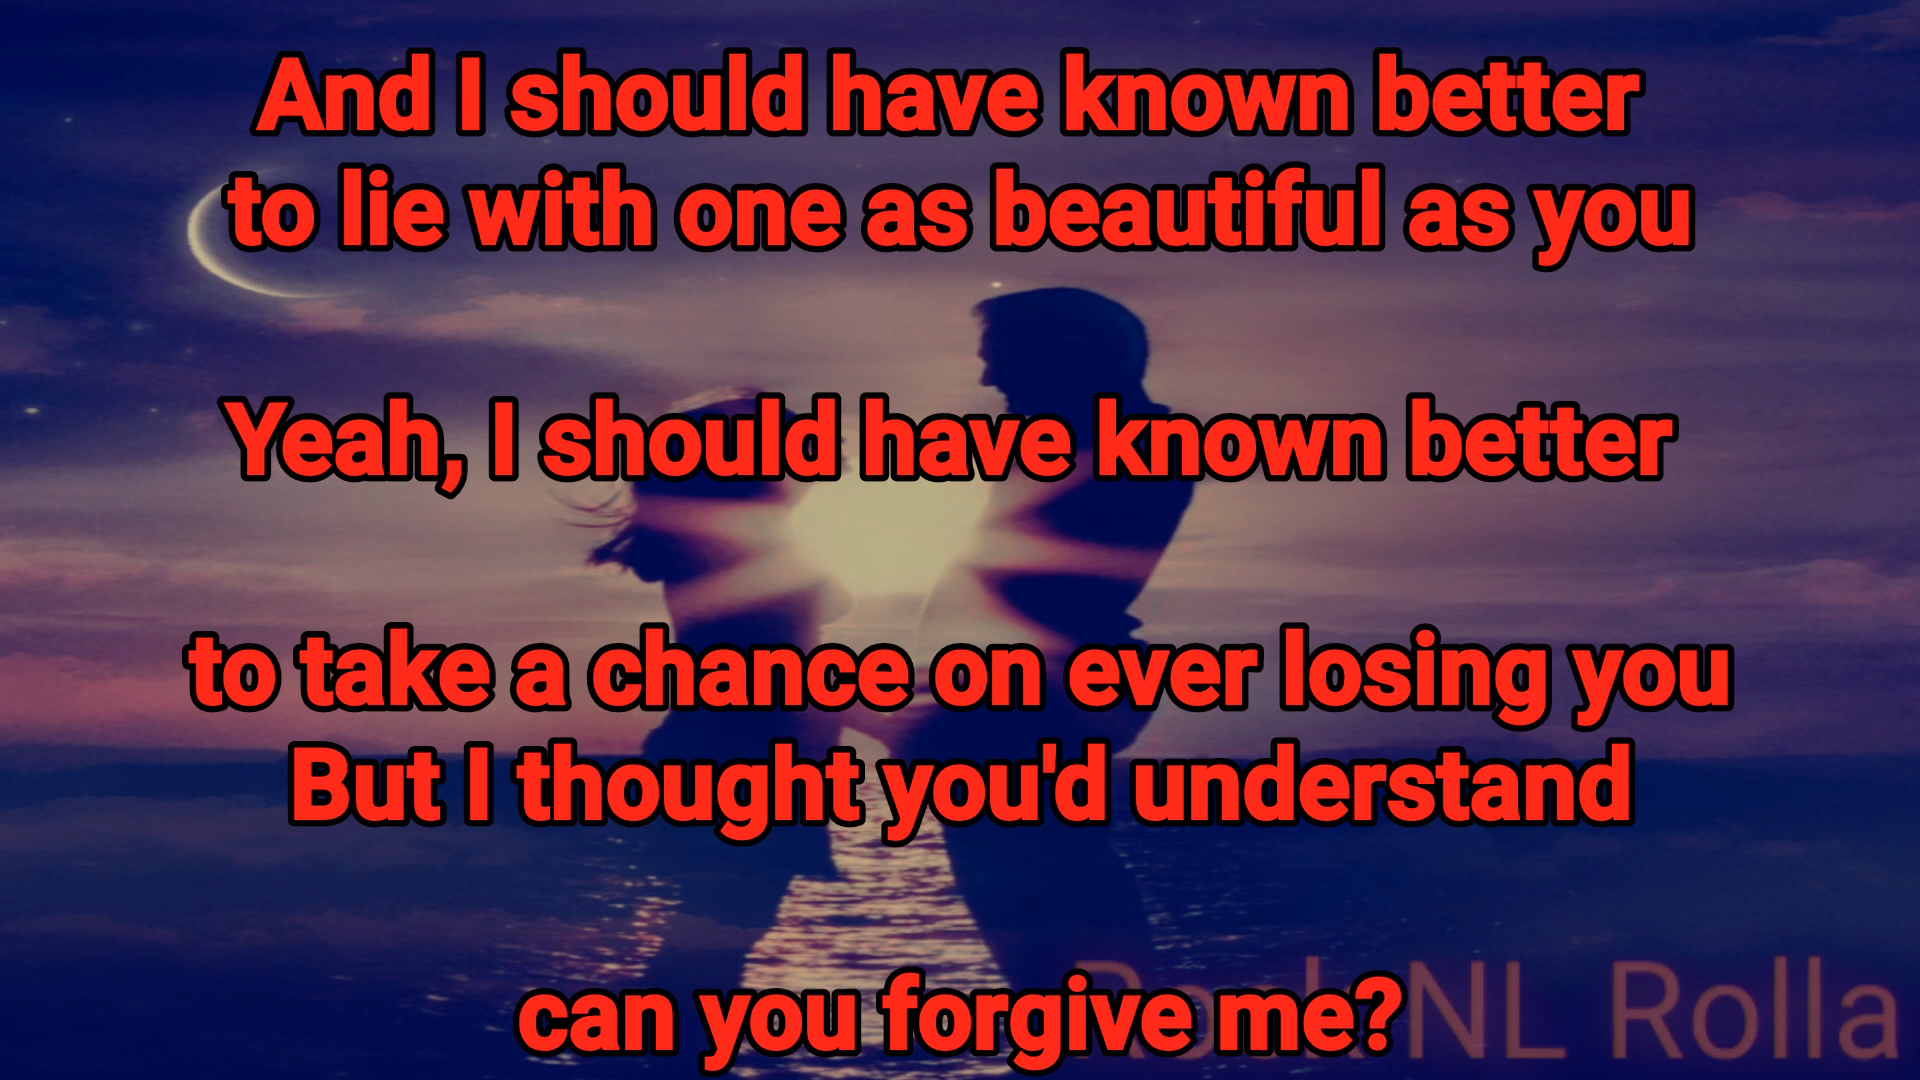 And I should have known better
to lie with one as beautiful as you
Yeah, I should have known better
to take a chance on ever losing you
But I thought you'd understand
can you forgive me?
NL Rolla